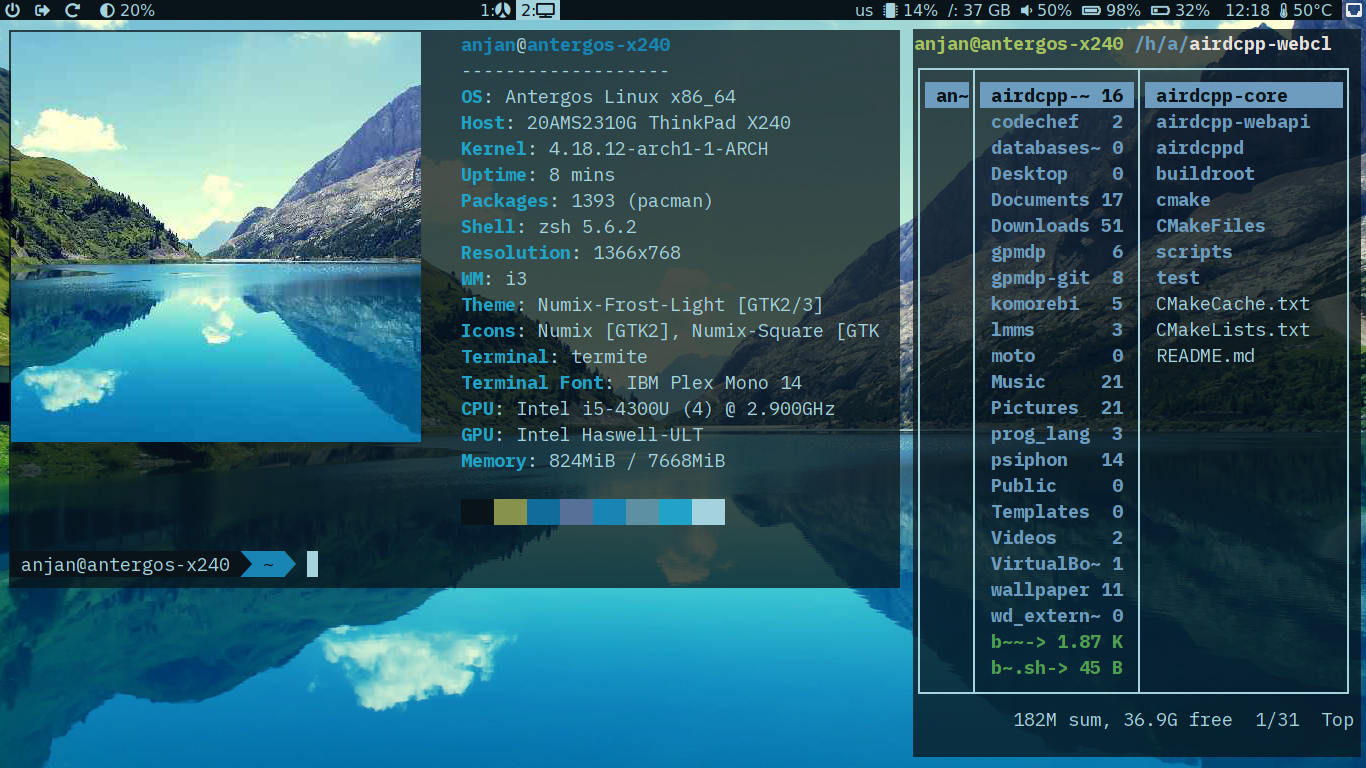 20% 1: 2: us 14% /: 37 GB 50% 98% 32% 12:18 50°C
anjan@antergos-x240
-------------------
OS: Antergos Linux x86_64
Host: 20AMS2310G ThinkPad X240
Kernel: 4.18.12-arch1-1-ARCH
Uptime: 8 mins
Packages: 1393 (pacman)
Shell: zsh 5.6.2
Resolution: 1366x768
WM: i3
Theme: Numix-Frost-Light [GTK2/3]
Icons: Numix [GTK2], Numix-Square [GTK
Terminal: termite
Terminal Font: IBM Plex Mono 14
CPU: Intel i5-4300U (4) @ 2.900GHz
GPU: Intel Haswell-ULT
Memory: 824MiB / 7668MiB
anjan@antergos-x240 ~
anjan@antergos-x240 /h/a/airdcpp-webcl
an~
airdcpp-~ 16
codechef 2
databases~ 0
Desktop 0
Documents 17
Downloads 51
gpmdp 6
gpmdp-git 8
komorebi 5
lmms 3
moto 0
Music 21
Pictures 21
prog_lang 3
psiphon 14
Public 0
Templates 0
Videos 2
VirtualBo~ 1
wallpaper 11
wd_extern~ 0
b~~-> 1.87 K
b~.sh-> 45 B
airdcpp-core
airdcpp-webapi
airdcppd
buildroot
cmake
CMakeFiles
scripts
test
CMakeCache.txt
CMakeLists.txt
README.md
182M sum, 36.9G free 1/31 Top